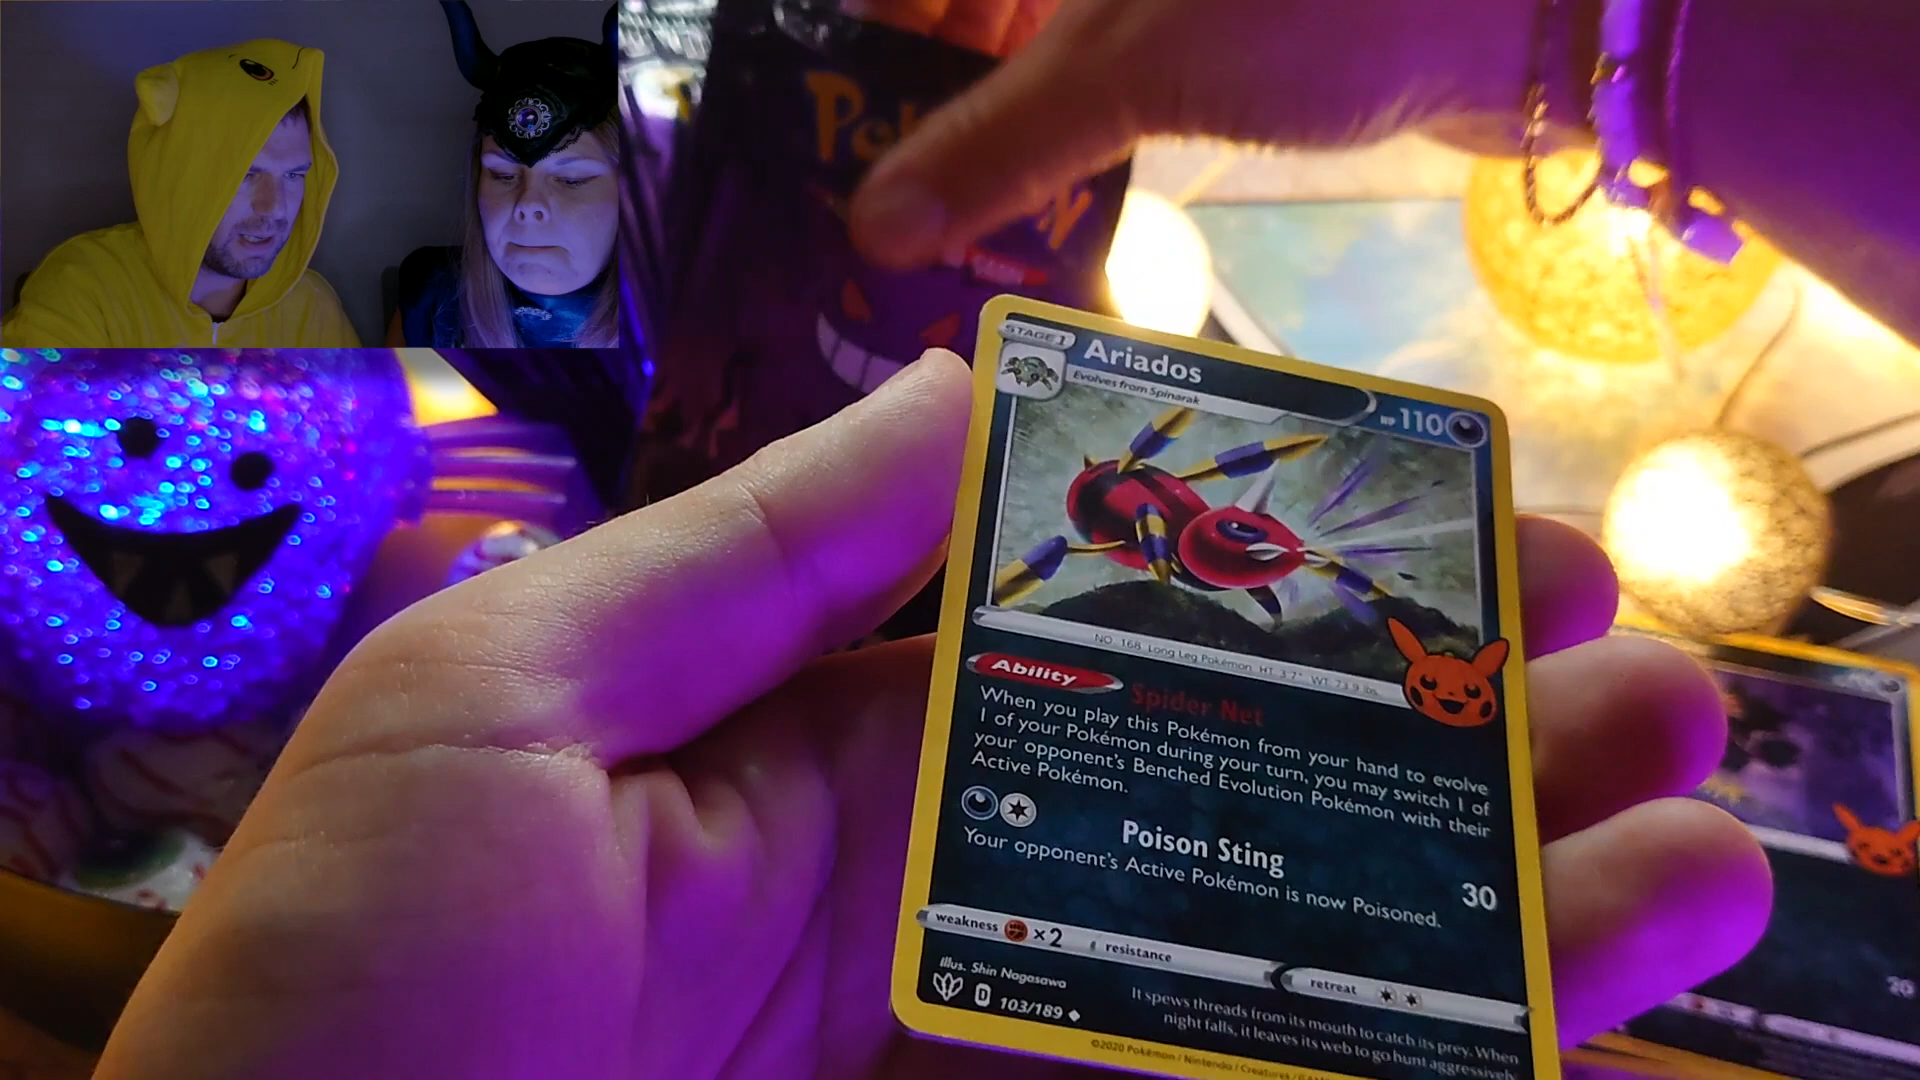 Pok
STAGE 1
Ariados
Evolves from Spinarak
HP 110
NO. 168 Long Leg Pokémon HT: 3'7" WT: 73.9 lbs.
Ability Spider Net
When you play this Pokémon from your hand to evolve
1 of your Pokémon during your turn, you may switch 1 of
your opponent's Benched Evolution Pokémon with their
Active Pokémon.
Poison Sting 30
Your opponent's Active Pokémon is now Poisoned.
weakness ×2 resistance retreat
Illus. Shin Nagasawa
D 103/189
It spews threads from its mouth to catch its prey. When
night falls, it leaves its web to go hunt aggressively.
©2020 Pokémon / Nintendo / Creatures /
20